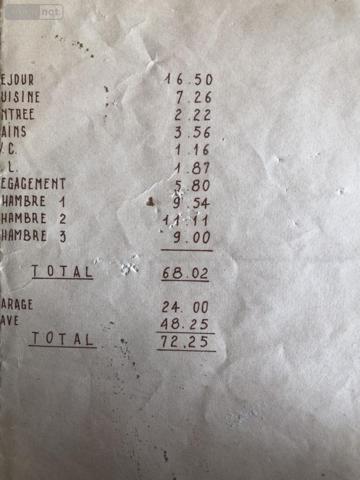 EJOUR 16.50
UISINE 7.26
NTREE 2.22
AINS 3.56
.C. 1.16
.L. 1.87
EGAGEMENT 5.80
HAMBRE 1 9.54
HAMBRE 2 11.11
HAMBRE 3 9.00
TOTAL 68.02
ARAGE 24.00
AVE 48.25
TOTAL 72.25